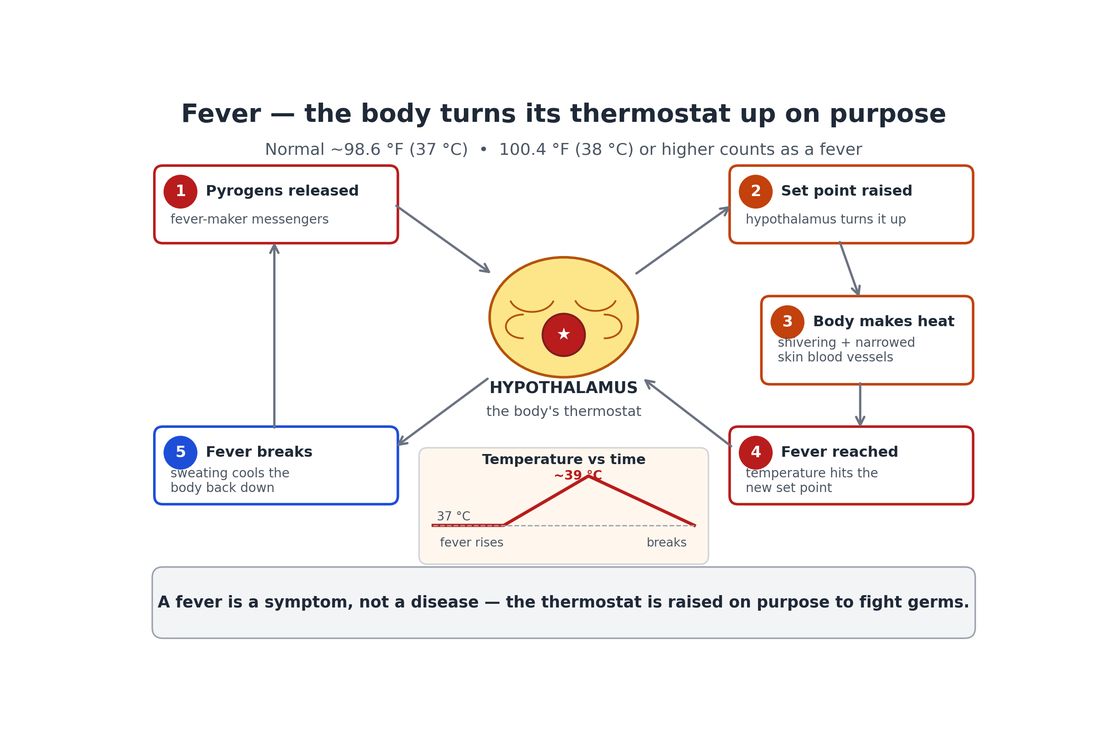 Fever — the body turns its thermostat up on purpose
Normal ~98.6 °F (37 °C) • 100.4 °F (38 °C) or higher counts as a fever
1 Pyrogens released
fever-maker messengers
2 Set point raised
hypothalamus turns it up
3 Body makes heat
shivering + narrowed
skin blood vessels
HYPOTHALAMUS
the body's thermostat
5 Fever breaks
sweating cools the
body back down
4 Fever reached
temperature hits the
new set point
Temperature vs time
~39 °C
37 °C
fever rises
breaks
A fever is a symptom, not a disease — the thermostat is raised on purpose to fight germs.